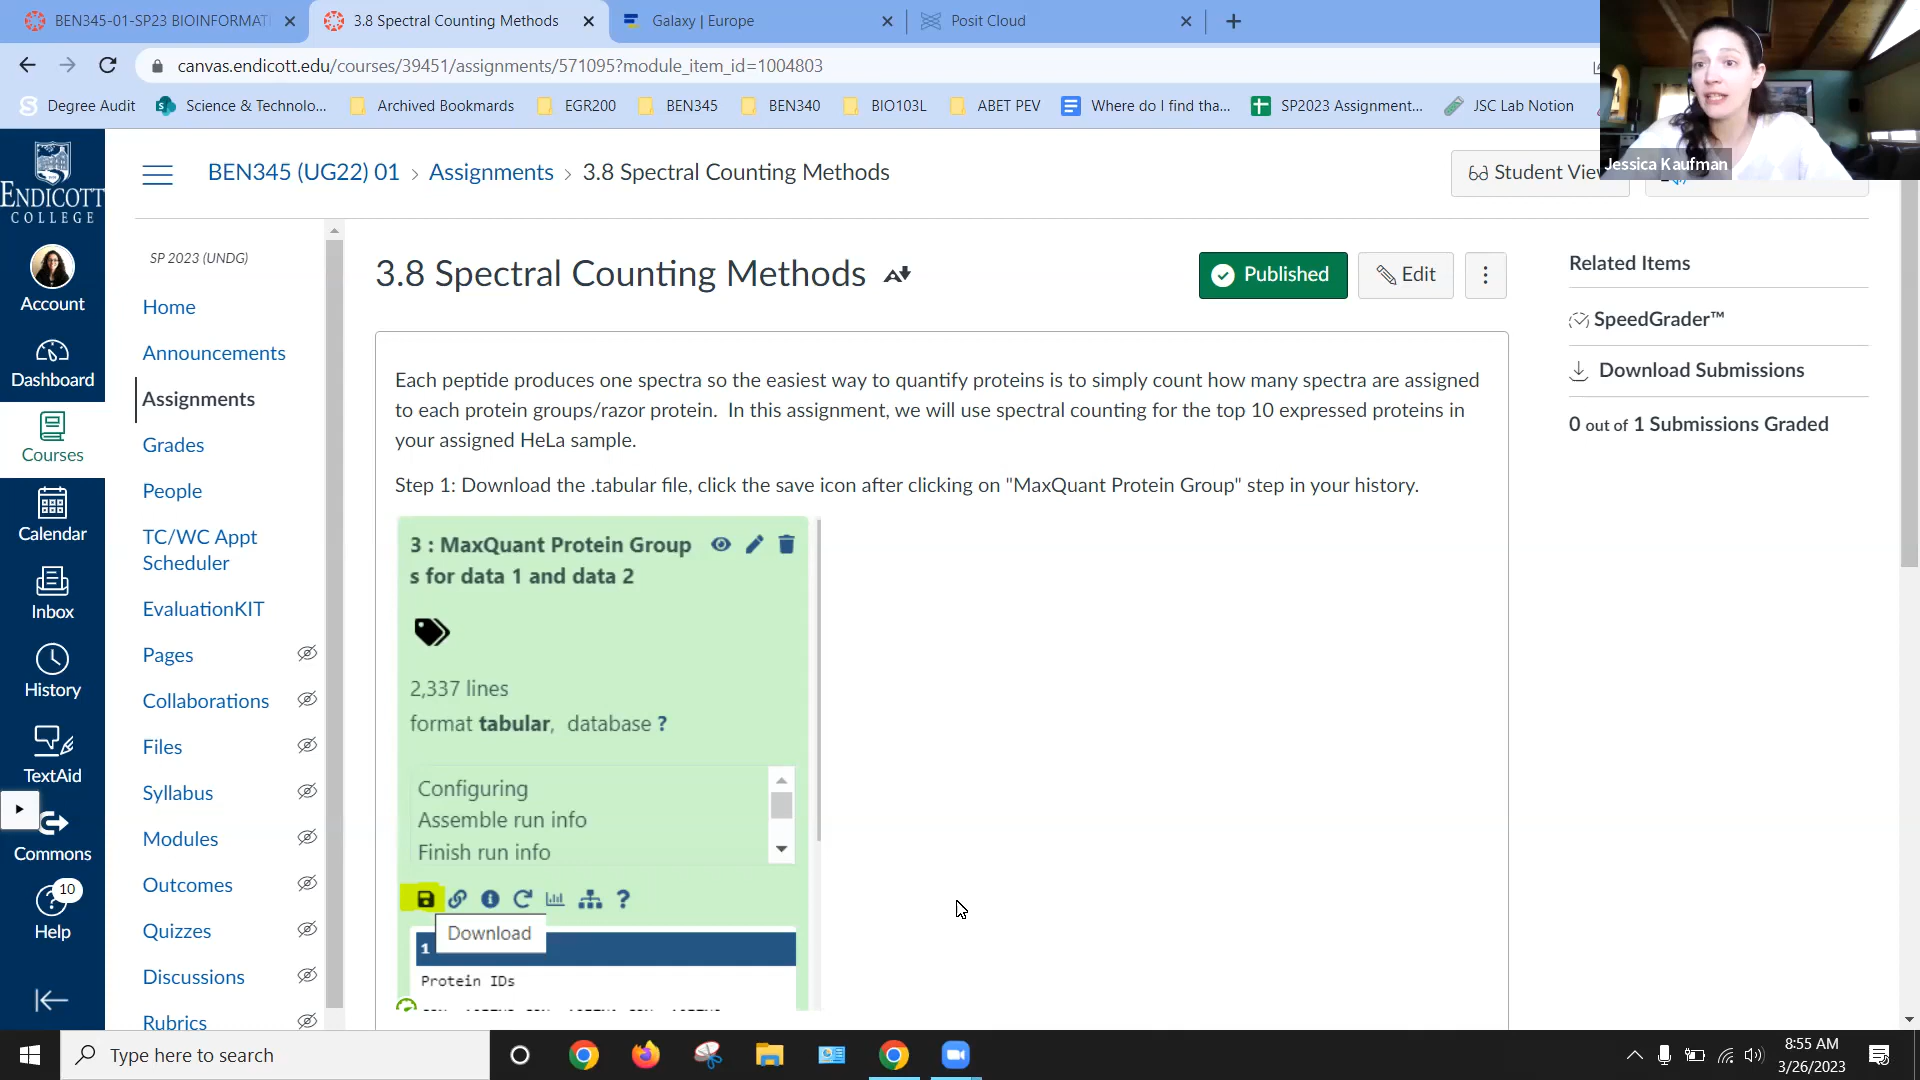 BEN345-01-SP23 BIOINFORMAT
3.8 Spectral Counting Methods
Galaxy | Europe
Posit Cloud
canvas.endicott.edu/courses/39451/assignments/571095?module_item_id=1004803
Degree Audit
Science & Technolo...
Archived Bookmarks
EGR200
BEN345
BEN340
BIO103L
ABET PEV
Where do I find tha...
SP2023 Assignment...
JSC Lab Notion
Jessica Kaufman
ENDICOTT
COLLEGE
Account
Dashboard
Courses
Calendar
Inbox
History
TextAid
Commons
10
Help
BEN345 (UG22) 01 › Assignments › 3.8 Spectral Counting Methods
Student Vie
SP 2023 (UNDG)
Home
Announcements
Assignments
Grades
People
TC/WC Appt
Scheduler
EvaluationKIT
Pages
Collaborations
Files
Syllabus
Modules
Outcomes
Quizzes
Discussions
Rubrics
3.8 Spectral Counting Methods
Published
Edit
Each peptide produces one spectra so the easiest way to quantify proteins is to simply count how many spectra are assigned
to each protein groups/razor protein. In this assignment, we will use spectral counting for the top 10 expressed proteins in
your assigned HeLa sample.
Step 1: Download the .tabular file, click the save icon after clicking on "MaxQuant Protein Group" step in your history.
3 : MaxQuant Protein Group
s for data 1 and data 2
2,337 lines
format tabular, database ?
Configuring
Assemble run info
Finish run info
?
Download
1
Protein IDs
Related Items
SpeedGrader™
Download Submissions
0 out of 1 Submissions Graded
Type here to search
8:55 AM
3/26/2023